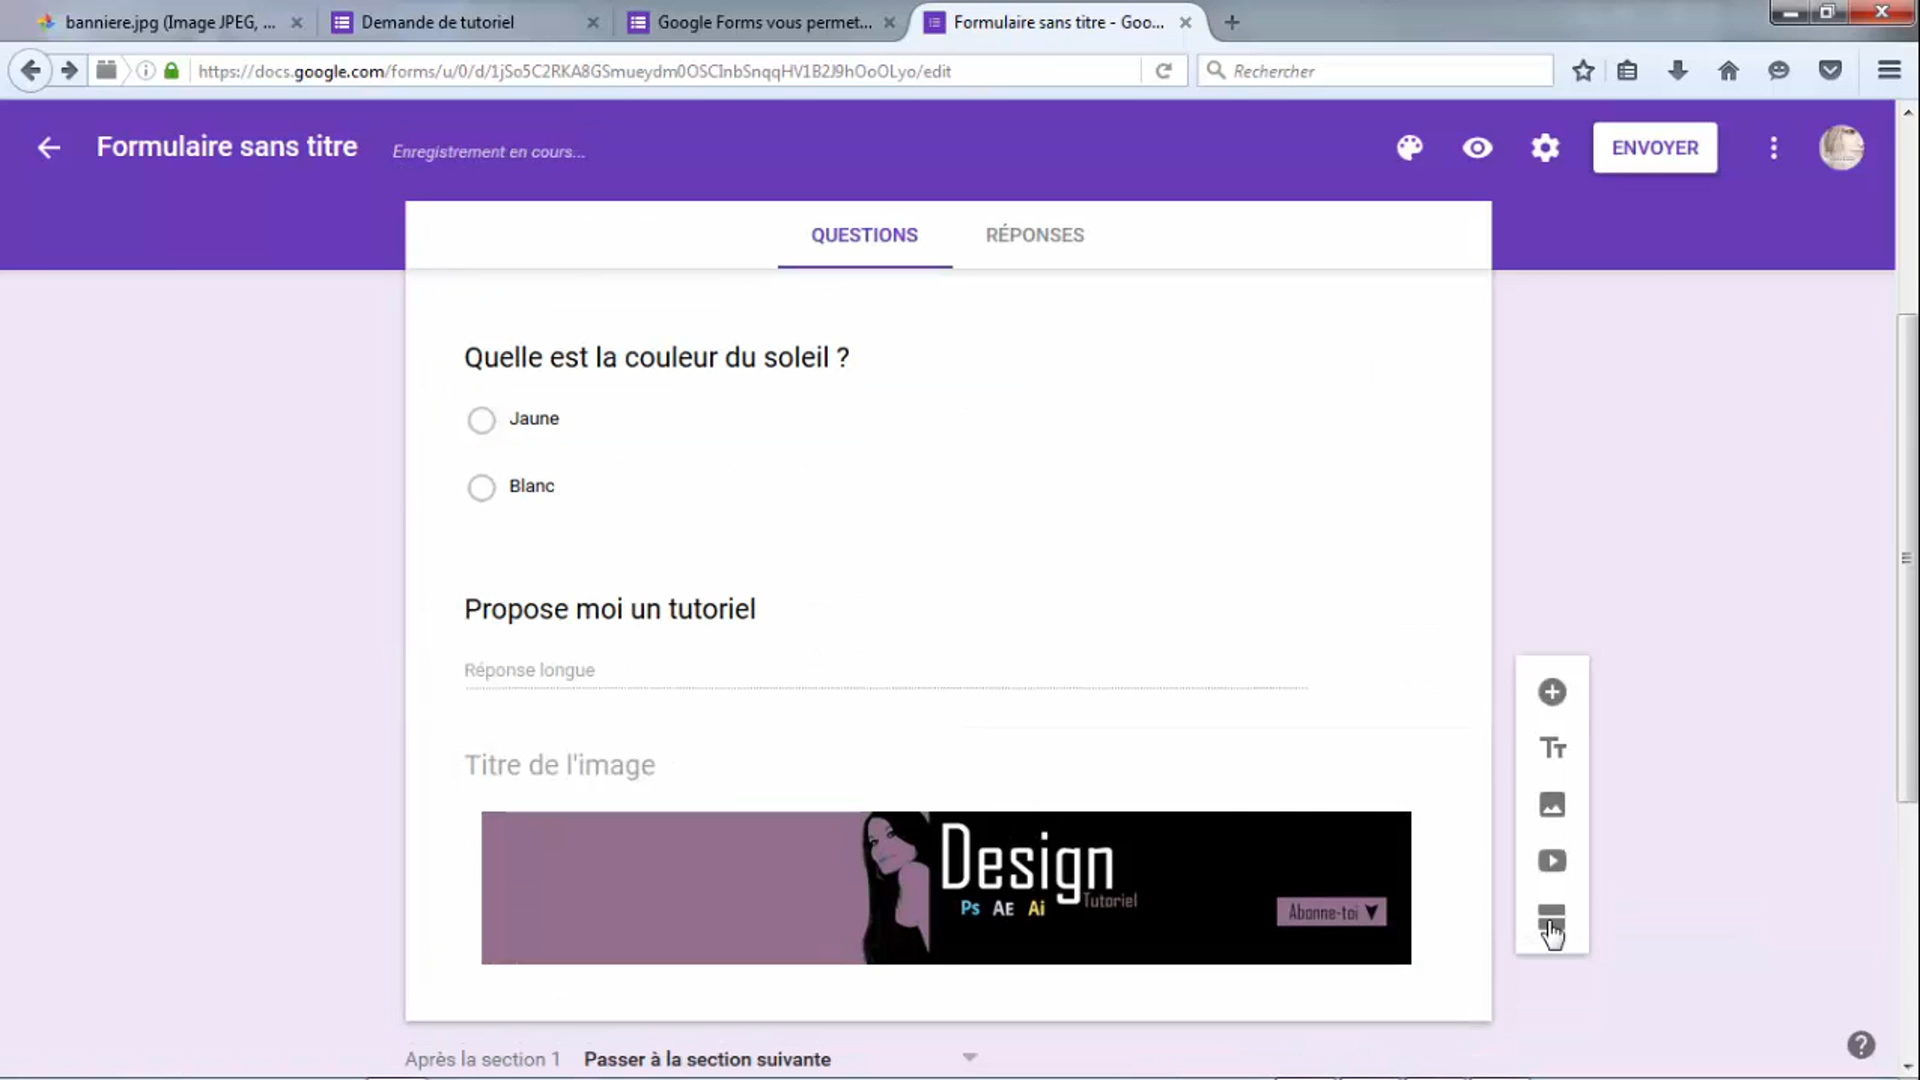 banniere.jpg (Image JPEG, ...
Demande de tutoriel
Google Forms vous permet...
Formulaire sans titre - Goo...
https://docs.google.com/forms/u/0/d/1jSo5C2RKA8GSmueydm0OSCInbSnqqHV1B2J9hOoOLyo/edit
Rechercher
Formulaire sans titre
Enregistrement en cours...
ENVOYER
QUESTIONS
RÉPONSES
Quelle est la couleur du soleil ?
Jaune
Blanc
Propose moi un tutoriel
Réponse longue
Titre de l'image
Design
Tutoriel
Ps AE Ai
Abonne-toi
Après la section 1 Passer à la section suivante